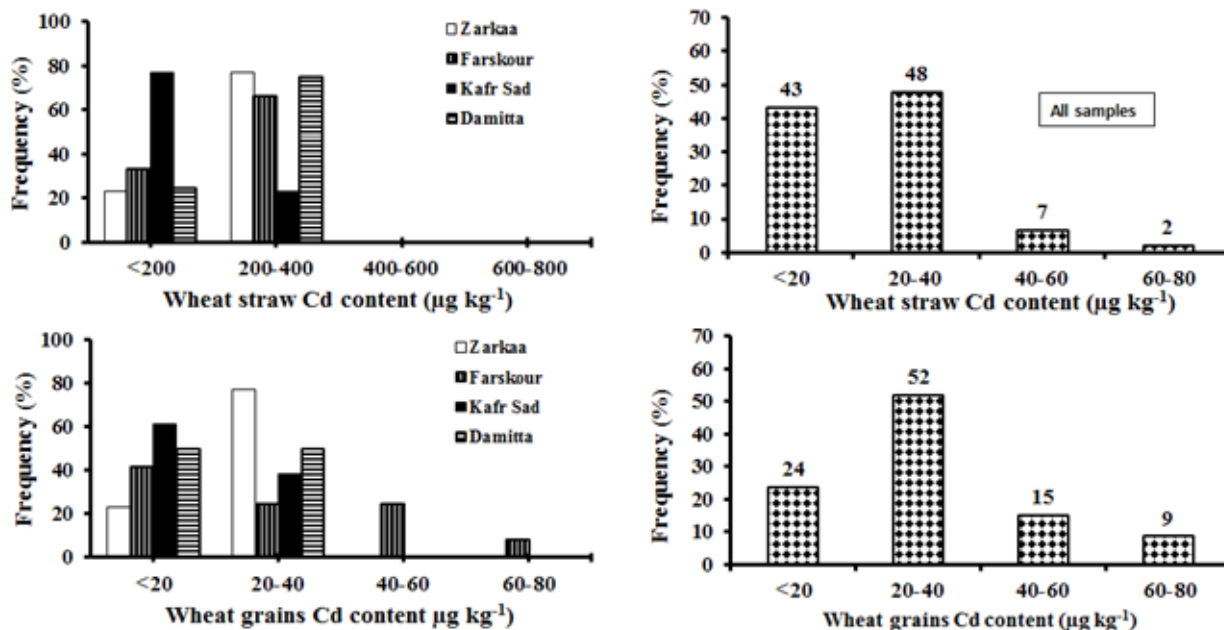 100
80
60
40
20
0
Frequency (%)
Zarkaa
Farskour
Kafr Sad
Damitta
<200 200-400 400-600 600-800
Wheat straw Cd content (µg kg⁻¹)
70
60
50
40
30
20
10
0
Frequency (%)
43 48 7 2
All samples
<20 20-40 40-60 60-80
Wheat straw Cd content (µg kg⁻¹)
100
80
60
40
20
0
Frequency (%)
Zarkaa
Farskour
Kafr Sad
Damitta
<20 20-40 40-60 60-80
Wheat grains Cd content µg kg⁻¹)
70
60
50
40
30
20
10
0
Frequency (%)
24 52 15 9
<20 20-40 40-60 60-80
Wheat grains Cd content (µg kg⁻¹)